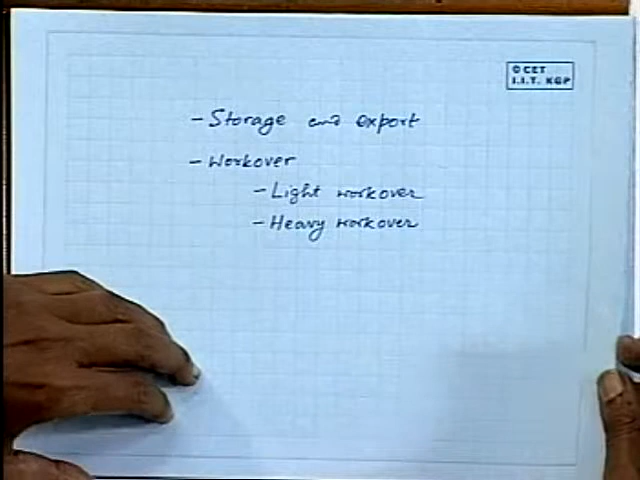 © CET
I.I.T. KGP
- Storage and export
- Workover
- Light workover
- Heavy workover